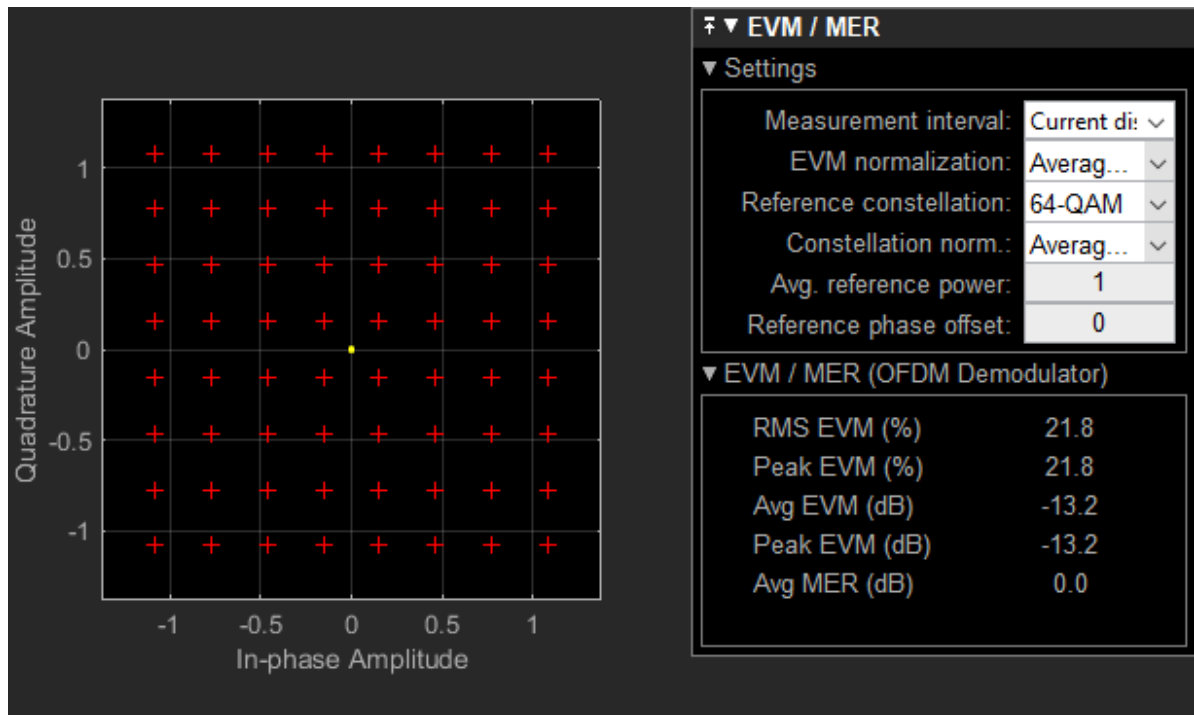 EVM / MER
Settings
Measurement interval: Current di:
EVM normalization: Averag...
Reference constellation: 64-QAM
Constellation norm.: Averag...
Avg. reference power: 1
Reference phase offset: 0
EVM / MER (OFDM Demodulator)
RMS EVM (%) 21.8
Peak EVM (%) 21.8
Avg EVM (dB) -13.2
Peak EVM (dB) -13.2
Avg MER (dB) 0.0
Quadrature Amplitude
1
0.5
0
-0.5
-1
-1 -0.5 0 0.5 1
In-phase Amplitude